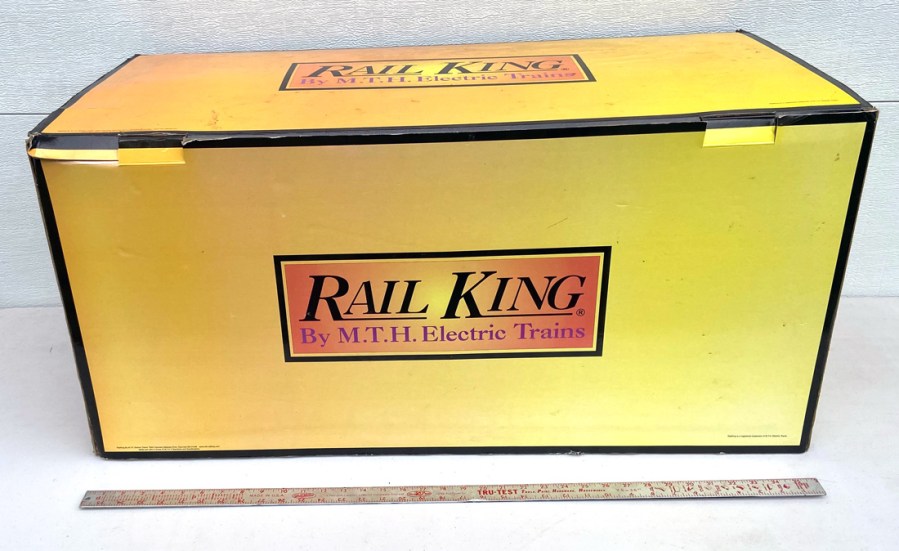 RAIL KING®
By M.T.H. Electric Trains
RAIL KING®
By M.T.H. Electric Trains
TRU-TEST